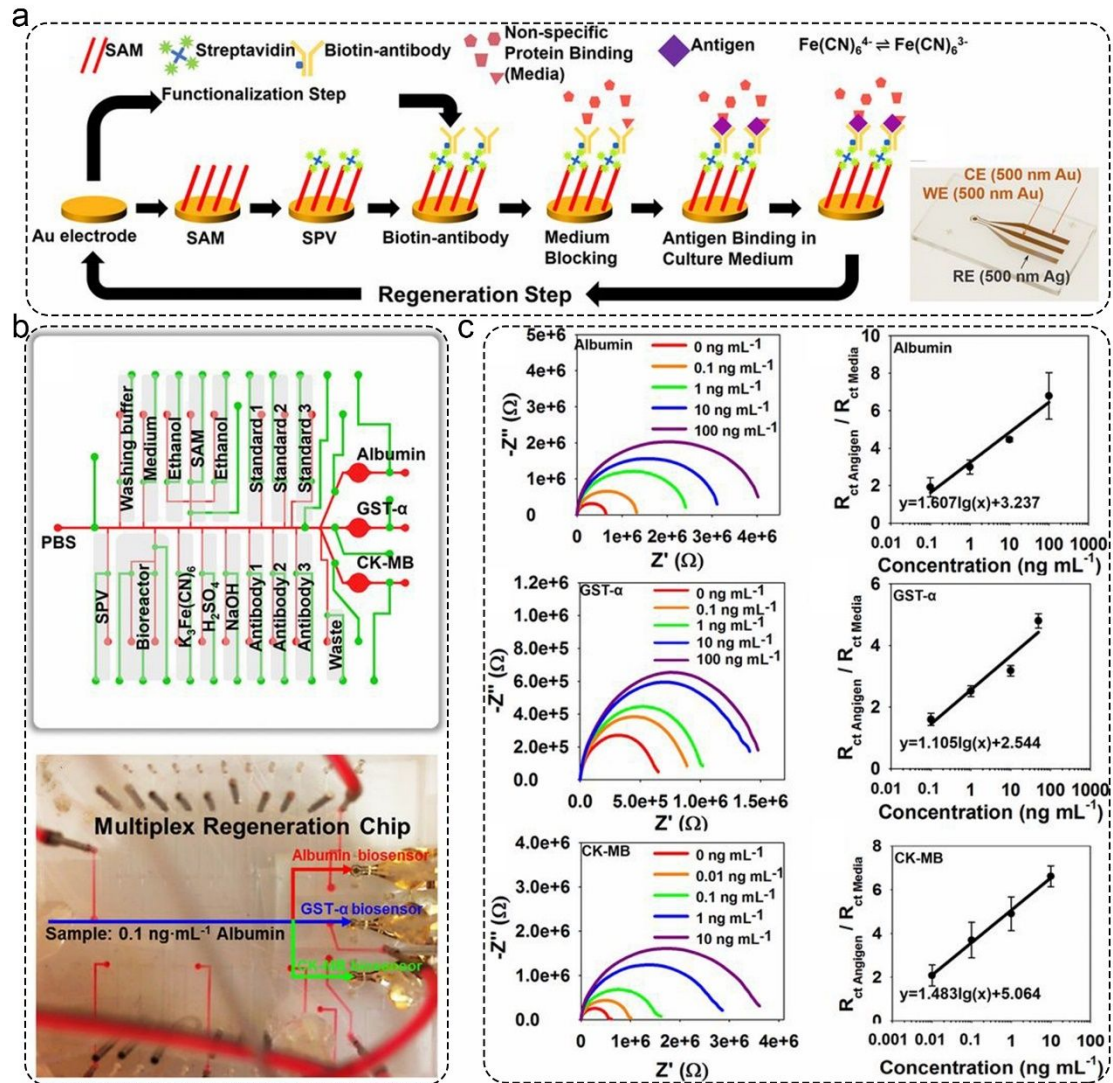 a
SAM
Streptavidin
Biotin-antibody
Non-specific
Protein Binding
(Media)
Antigen
Fe(CN)₆⁴⁻ ⇌ Fe(CN)₆³⁻
Functionalization Step
Au electrode
SAM
SPV
Biotin-antibody
Medium
Blocking
Antigen Binding in
Culture Medium
CE (500 nm Au)
WE (500 nm Au)
RE (500 nm Ag)
Regeneration Step
b
Washing buffer
Medium
Ethanol
SAM
Ethanol
Standard 1
Standard 2
Standard 3
Albumin
GST-α
CK-MB
PBS
SPV
Bioreactor
K₃Fe(CN)₆
H₂SO₄
NaOH
Antibody 1
Antibody 2
Antibody 3
Waste
Multiplex Regeneration Chip
Albumin biosensor
GST-α biosensor
Sample: 0.1 ng·mL⁻¹ Albumin
CK-MB biosensor
c
Albumin
-Z'' (Ω)
5e+6
4e+6
3e+6
2e+6
1e+6
0
0 ng mL⁻¹
0.1 ng mL⁻¹
1 ng mL⁻¹
10 ng mL⁻¹
100 ng mL⁻¹
0 1e+6 2e+6 3e+6 4e+6 5e+6
Z' (Ω)
Albumin
R ct Angigen / R ct Media
10
8
6
4
2
0
y=1.607lg(x)+3.237
0.01 0.1 1 10 100 1000
Concentration (ng mL⁻¹)
GST-α
-Z'' (Ω)
1.2e+6
1.0e+6
8.0e+5
6.0e+5
4.0e+5
2.0e+5
0.0
0 ng mL⁻¹
0.1 ng mL⁻¹
1 ng mL⁻¹
10 ng mL⁻¹
100 ng mL⁻¹
0.0 5.0e+5 1.0e+6 1.5e+6
Z' (Ω)
GST-α
R ct Angigen / R ct Media
6
4
2
0
y=1.105lg(x)+2.544
0.01 0.1 1 10 100
Concentration (ng mL⁻¹)
CK-MB
-Z'' (Ω)
4.0e+6
3.0e+6
2.0e+6
1.0e+6
0.0
0 ng mL⁻¹
0.01 ng mL⁻¹
0.1 ng mL⁻¹
1 ng mL⁻¹
10 ng mL⁻¹
0 1e+6 2e+6 3e+6 4e+6
Z' (Ω)
CK-MB
R ct Angigen / R ct Media
8
6
4
2
0
y=1.483lg(x)+5.064
0.001 0.01 0.1 1 10 100
Concentration (ng mL⁻¹)